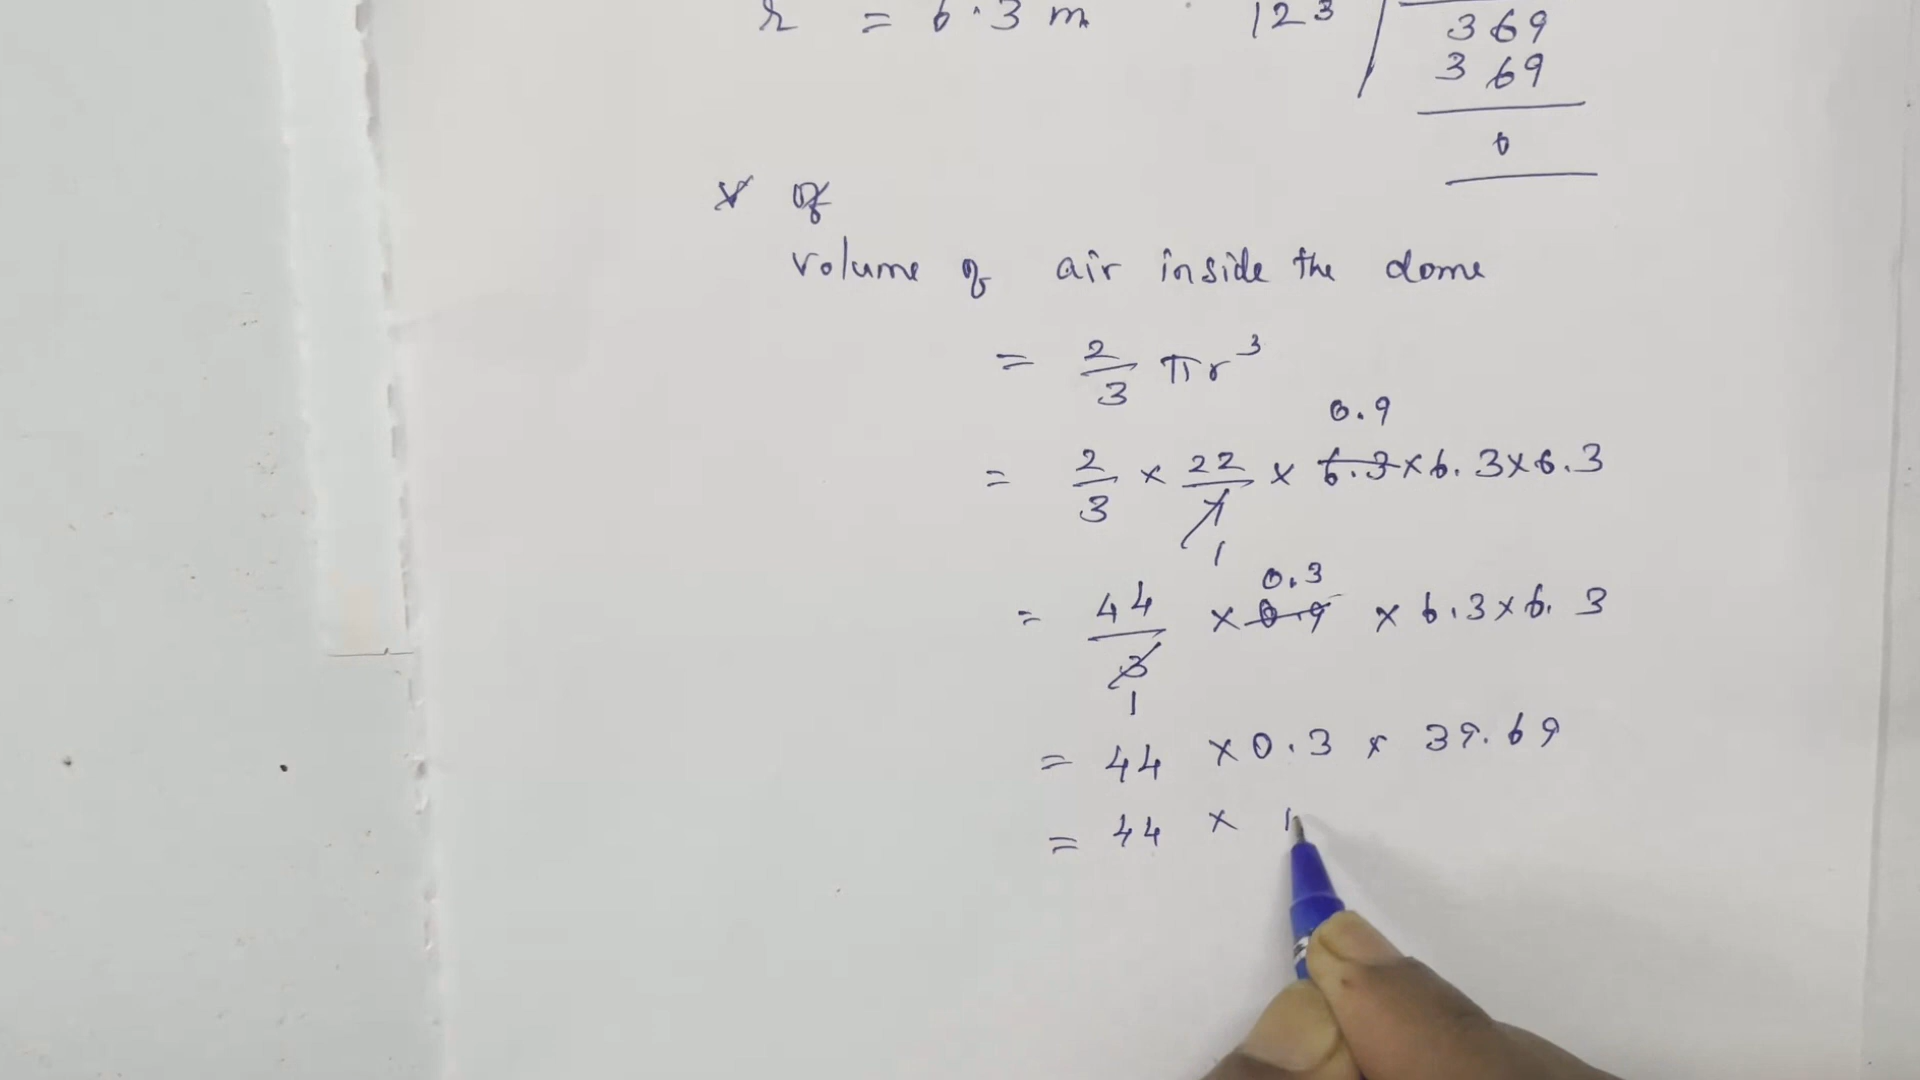 r = 6.3 m
123 ) 369
369
0
of
volume of air inside the dome
= 2/3 πr³
0.9
= 2/3 × 22/7 × 6.3 × 6.3 × 6.3
1
0.3
= 44/3 × 0.9 × 6.3 × 6.3
1
= 44 × 0.3 × 39.69
= 44 × 1